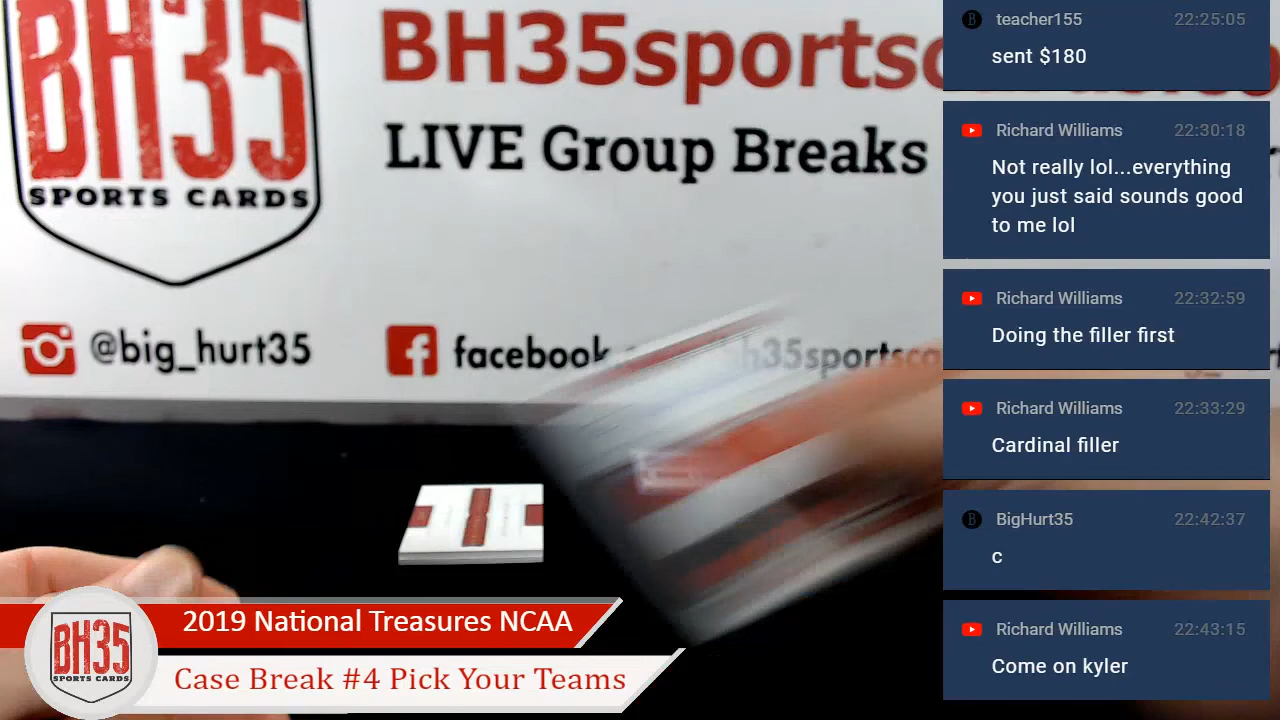 BH35
SPORTS CARDS
BH35sportsc
LIVE Group Breaks
@big_hurt35
facebook
bh35sportsca
2019 National Treasures NCAA
Case Break #4 Pick Your Teams
BH35
SPORTS CARDS
teacher155 22:25:05
sent $180
Richard Williams 22:30:18
Not really lol...everything
you just said sounds good
to me lol
Richard Williams 22:32:59
Doing the filler first
Richard Williams 22:33:29
Cardinal filler
BigHurt35 22:42:37
c
Richard Williams 22:43:15
Come on kyler